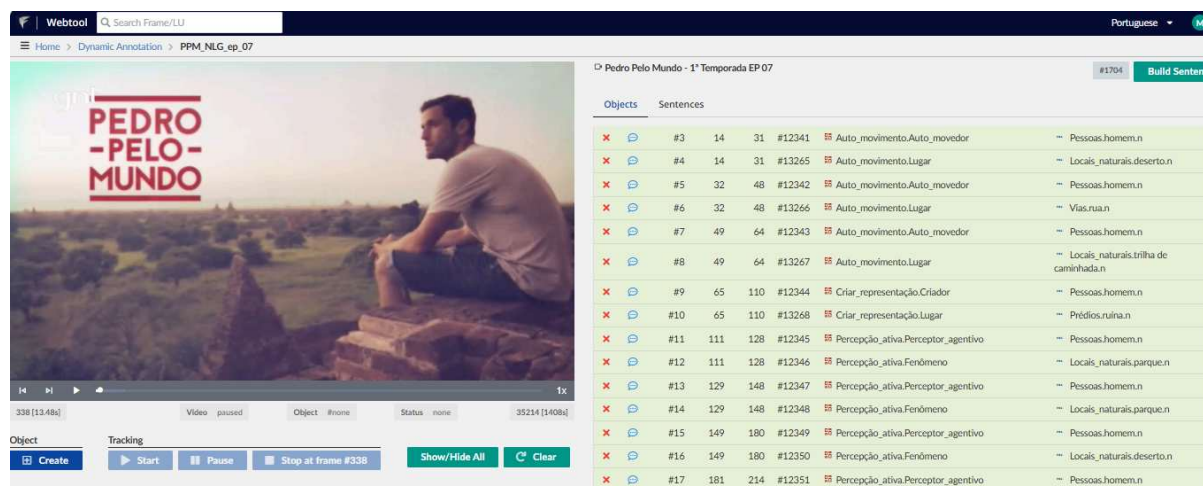 Webtool Search Frame/LU Portuguese M
Home > Dynamic Annotation > PPM_NLG_ep_07
gnt
PEDRO
-PELO-
MUNDO
1x
338 [13.48s] Video paused Object #none Status none 35214 [1408s]
Object Tracking
Create Start Pause Stop at frame #338 Show/Hide All Clear
Pedro Pelo Mundo - 1ª Temporada EP 07 #1704 Build Senten
Objects Sentences
#3 14 31 #12341 Auto_movimento.Auto_movedor Pessoas.homem.n
#4 14 31 #13265 Auto_movimento.Lugar Locais_naturais.deserto.n
#5 32 48 #12342 Auto_movimento.Auto_movedor Pessoas.homem.n
#6 32 48 #13266 Auto_movimento.Lugar Vias.rua.n
#7 49 64 #12343 Auto_movimento.Auto_movedor Pessoas.homem.n
#8 49 64 #13267 Auto_movimento.Lugar Locais_naturais.trilha de
caminhada.n
#9 65 110 #12344 Criar_representação.Criador Pessoas.homem.n
#10 65 110 #13268 Criar_representação.Lugar Prédios.ruína.n
#11 111 128 #12345 Percepção_ativa.Perceptor_agentivo Pessoas.homem.n
#12 111 128 #12346 Percepção_ativa.Fenômeno Locais_naturais.parque.n
#13 129 148 #12347 Percepção_ativa.Perceptor_agentivo Pessoas.homem.n
#14 129 148 #12348 Percepção_ativa.Fenômeno Locais_naturais.parque.n
#15 149 180 #12349 Percepção_ativa.Perceptor_agentivo Pessoas.homem.n
#16 149 180 #12350 Percepção_ativa.Fenômeno Locais_naturais.deserto.n
#17 181 214 #12351 Percepção_ativa.Perceptor_agentivo Pessoas.homem.n